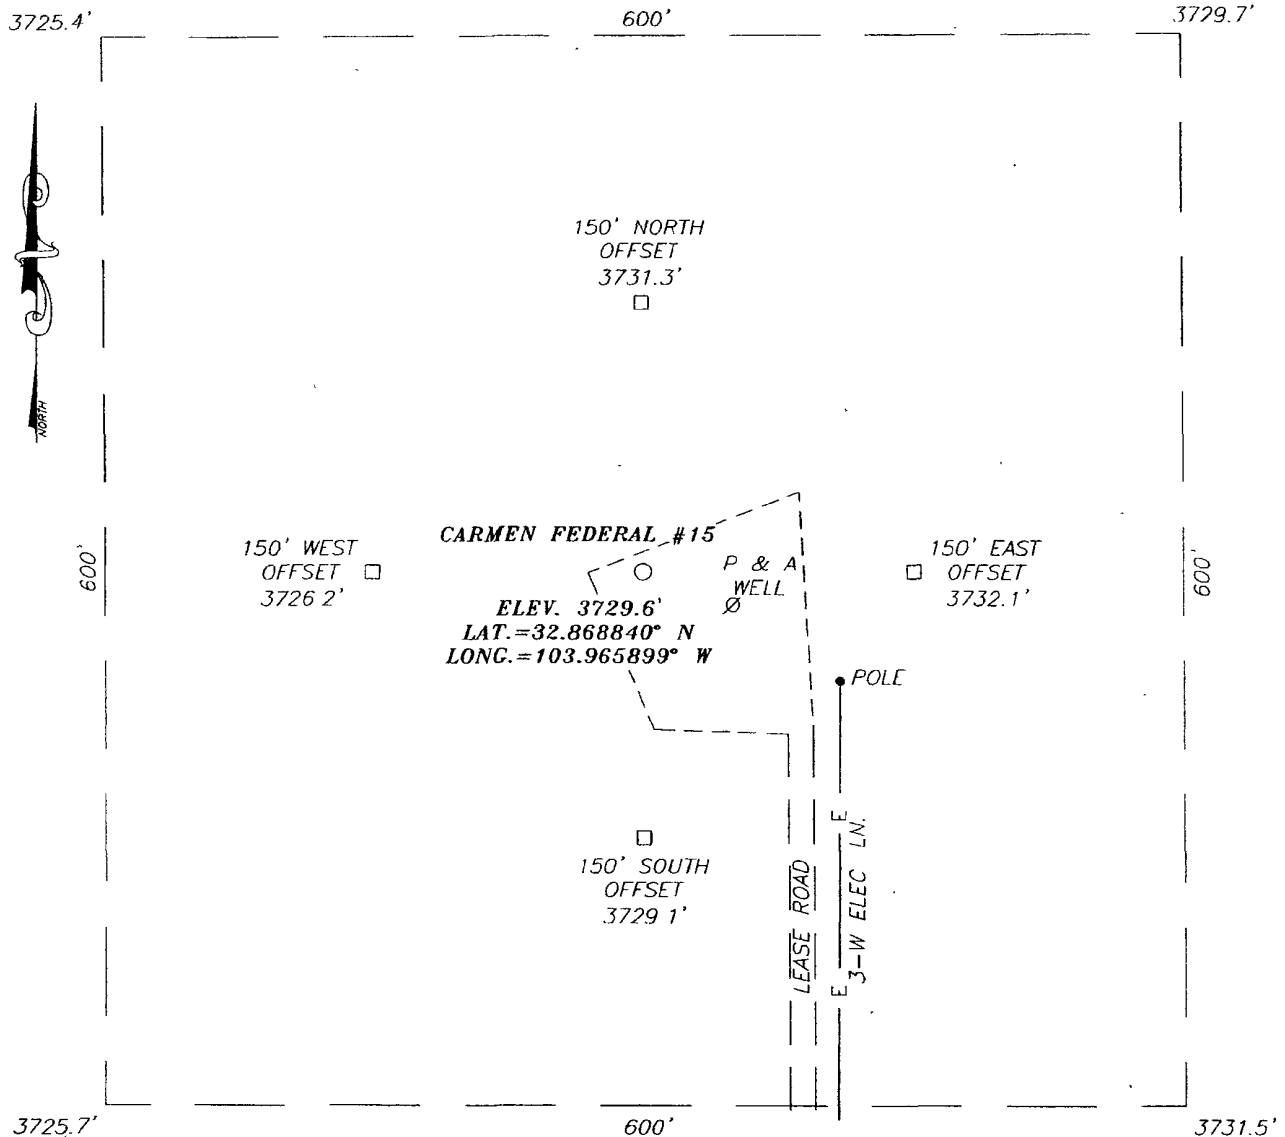 3725.4'
600'
3729.7'
NORTH
150' NORTH
OFFSET
3731.3'
CARMEN FEDERAL #15
150' WEST
OFFSET
3726 2'
600'
P & A
WELL
150' EAST
OFFSET
3732.1'
600'
ELEV. 3729.6'
LAT.=32.868840° N
LONG.=103.965899° W
POLE
150' SOUTH
OFFSET
3729 1'
LEASE ROAD
E
3-W ELEC LN.
E
3725.7'
600'
3731.5'